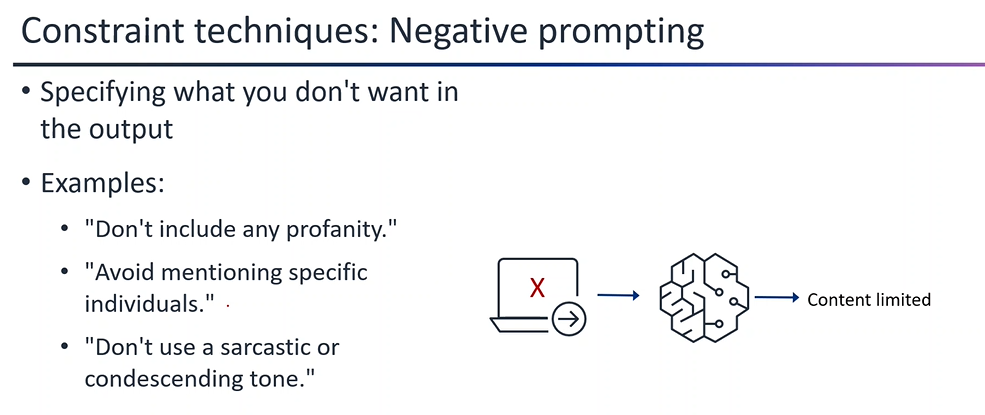 Constraint techniques: Negative prompting
• Specifying what you don't want in
the output
• Examples:
• "Don't include any profanity."
• "Avoid mentioning specific
individuals."
• "Don't use a sarcastic or
condescending tone."
X
Content limited